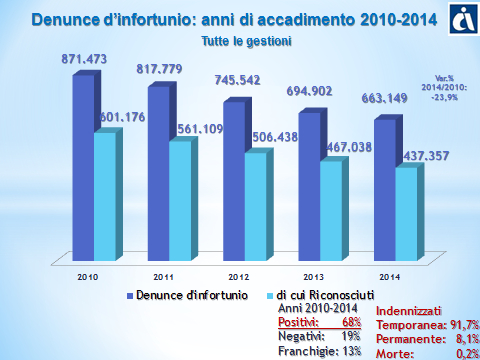 Denunce d'infortunio: anni di accadimento 2010-2014
Tutte le gestioni
Var.%
2014/2010:
-23,9%
871.473
817.779
745.542
694.902
663.149
601.176
561.109
506.438
467.038
437.357
2010 2011 2012 2013 2014
Denunce d'infortunio di cui Riconosciuti
Anni 2010-2014
Positivi: 68%
Negativi: 19%
Franchigie: 13%
Indennizzati
Temporanea: 91,7%
Permanente: 8,1%
Morte: 0,2%